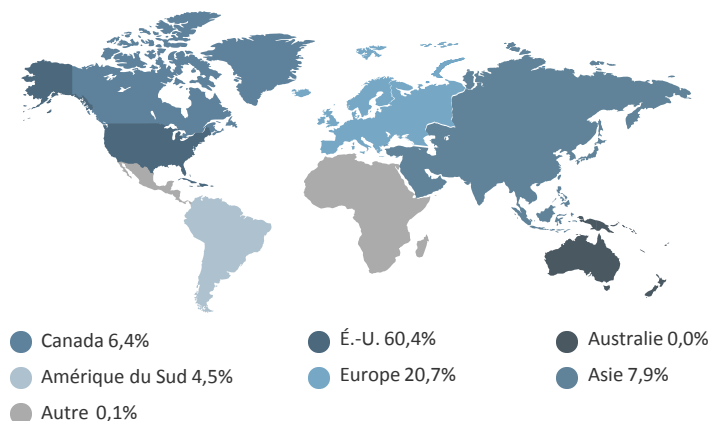 Canada 6,4%
É.-U. 60,4%
Australie 0,0%
Amérique du Sud 4,5%
Europe 20,7%
Asie 7,9%
Autre 0,1%